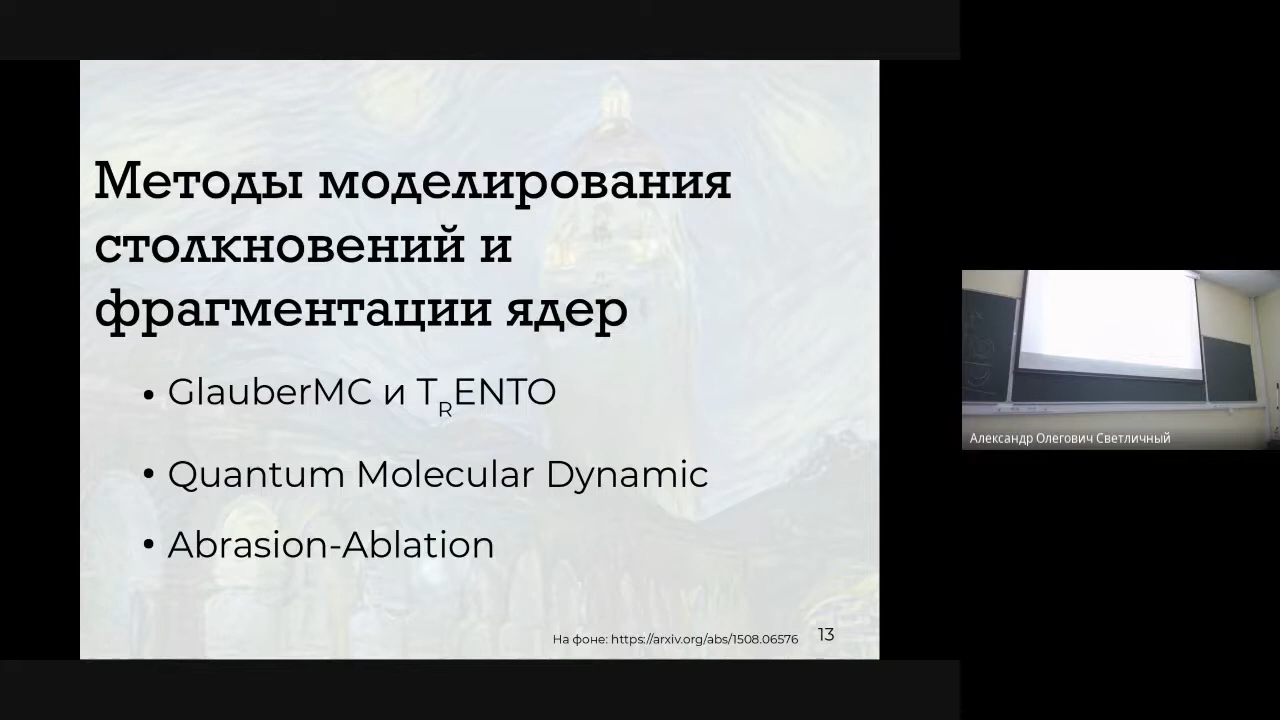 Методы моделирования
столкновений и
фрагментации ядер
• GlauberMC и TRENTO
• Quantum Molecular Dynamic
• Abrasion-Ablation
На фоне: https://arxiv.org/abs/1508.06576
13
Александр Олегович Светличный